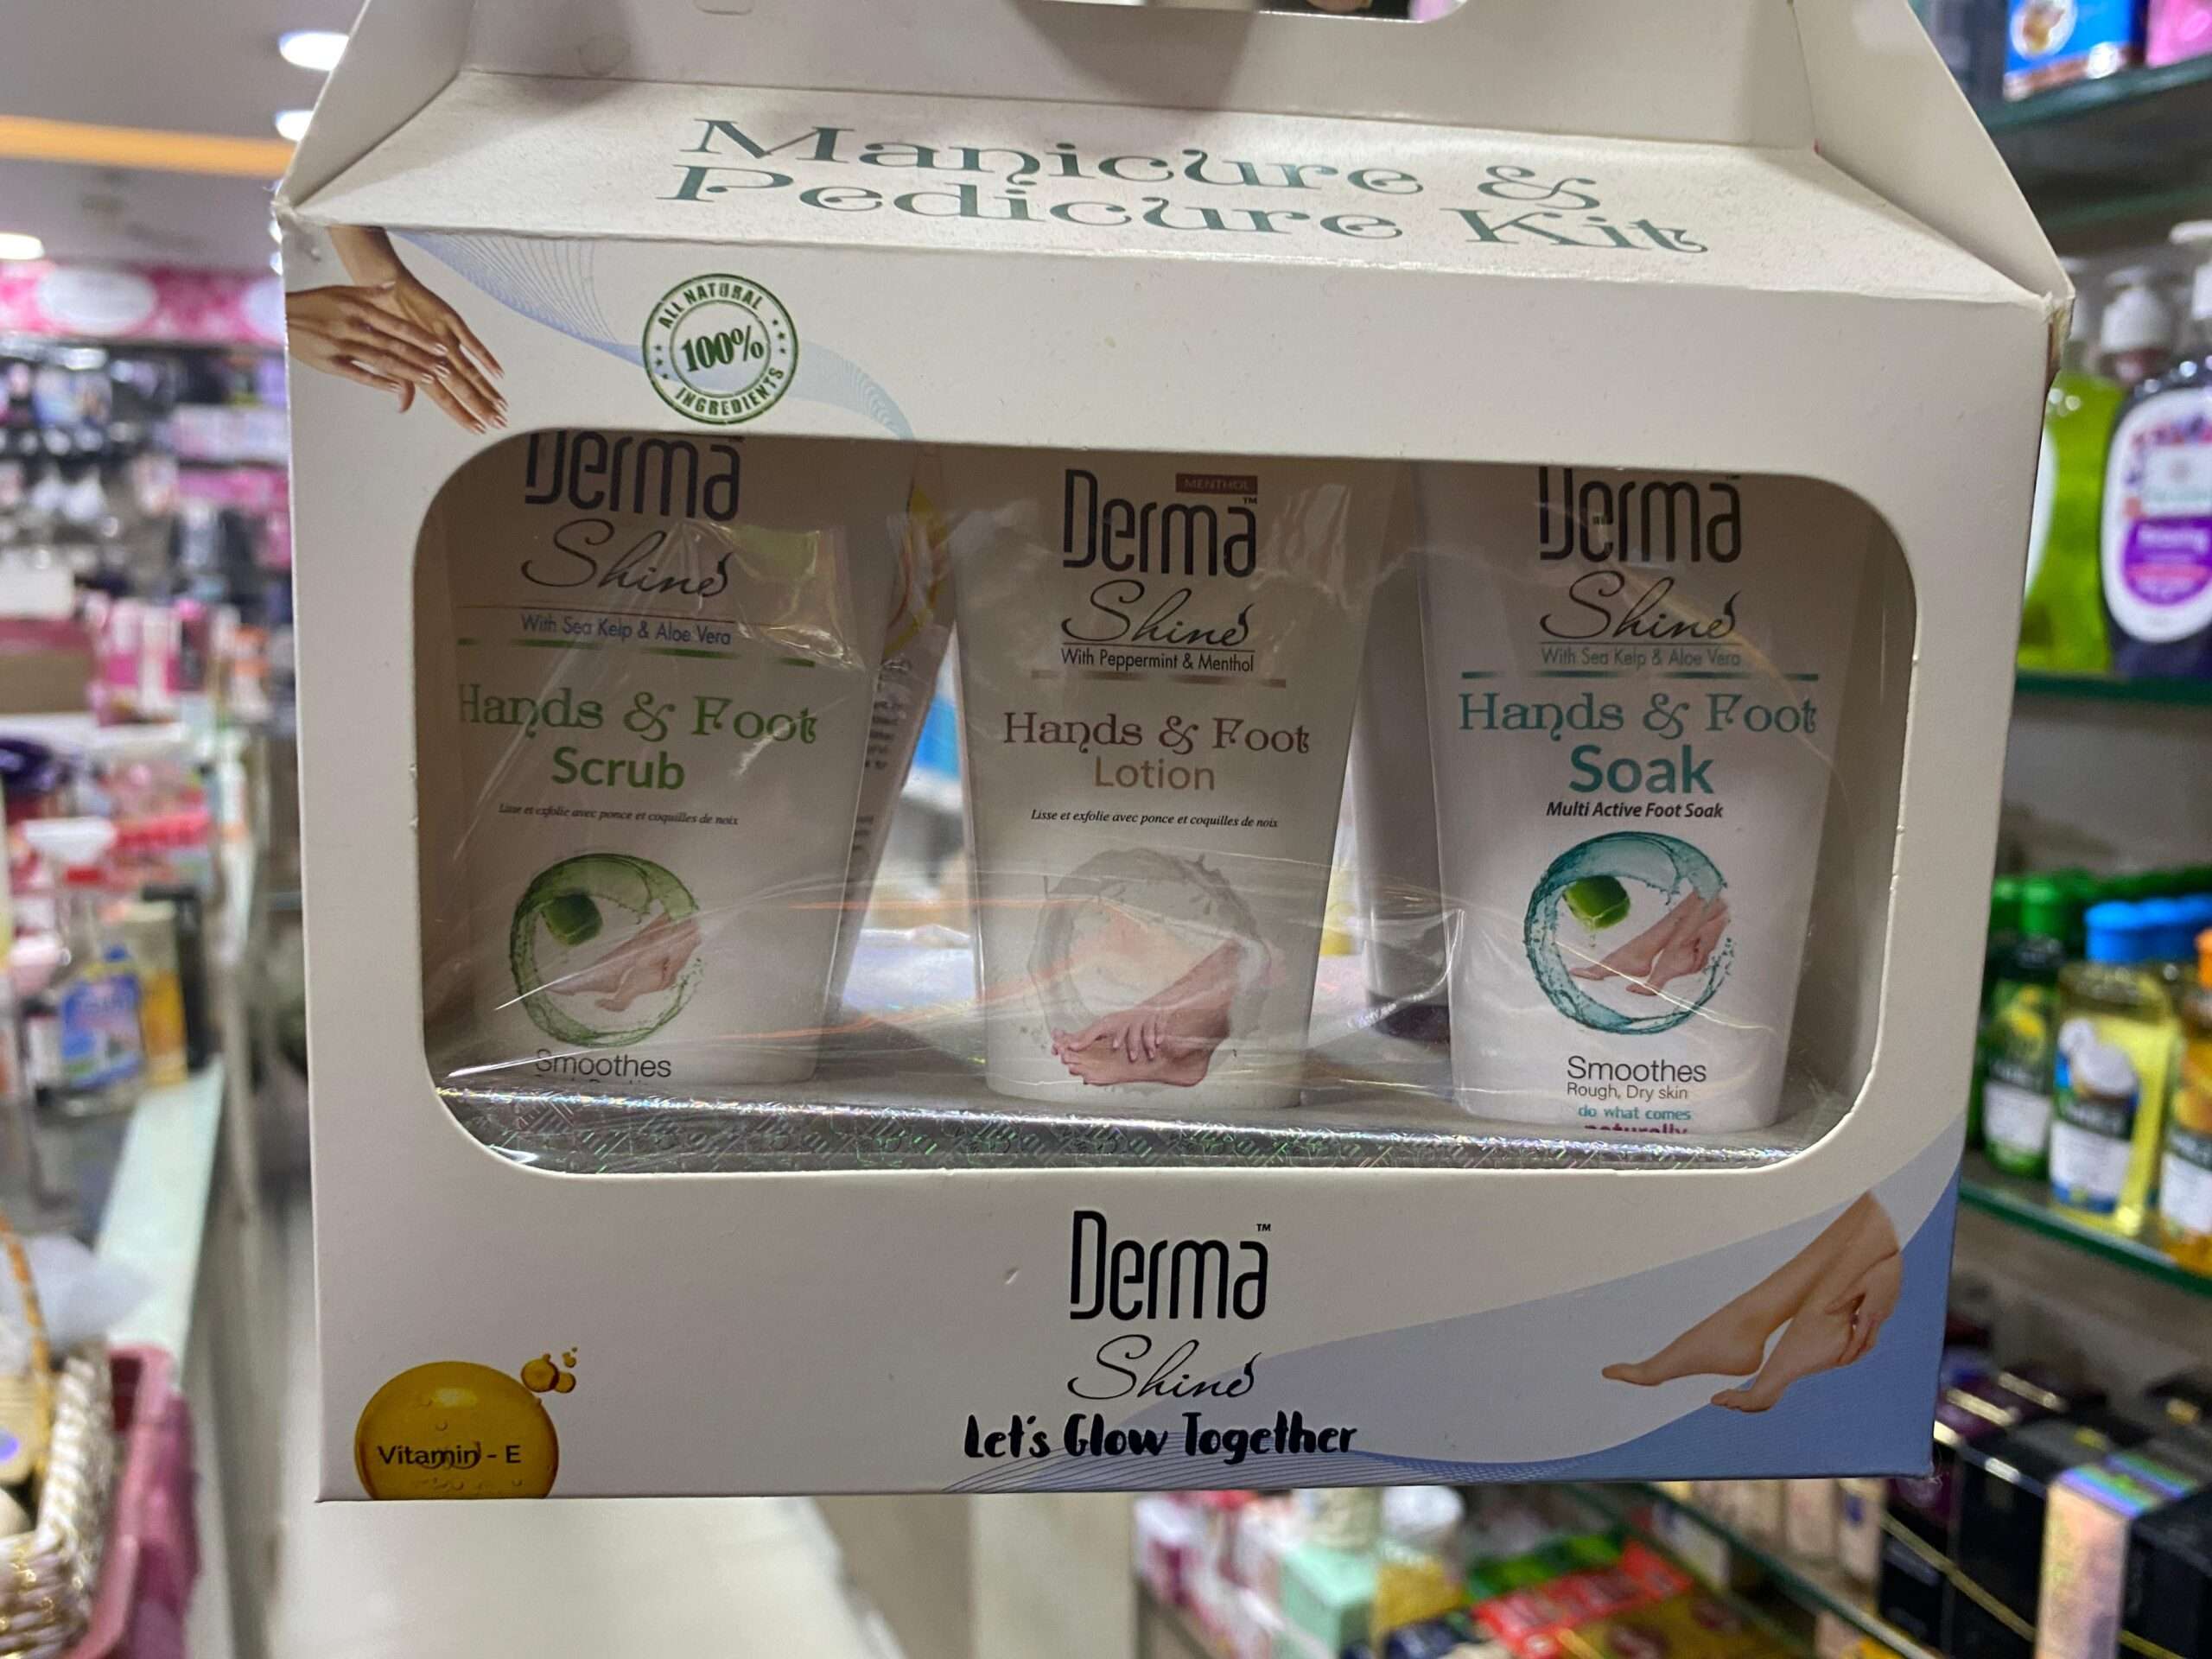 Manicure &
Pedicure Kit
ALL NATURAL
100%
INGREDIENTS
Derma
Shine
With Sea Kelp & Aloe Vera
Hands & Foot
Scrub
Lisse et exfolie avec ponce et coquilles de noix
Smoothes
MENTHOL
Derma™
Shine
With Peppermint & Menthol
Hands & Foot
Lotion
Lisse et exfolie avec ponce et coquilles de noix
Derma
Shine
With Sea Kelp & Aloe Vera
Hands & Foot
Soak
Multi Active Foot Soak
Smoothes
Rough, Dry skin
do what comes
naturally
Derma™
Shine
Let's Glow Together
Vitamin - E